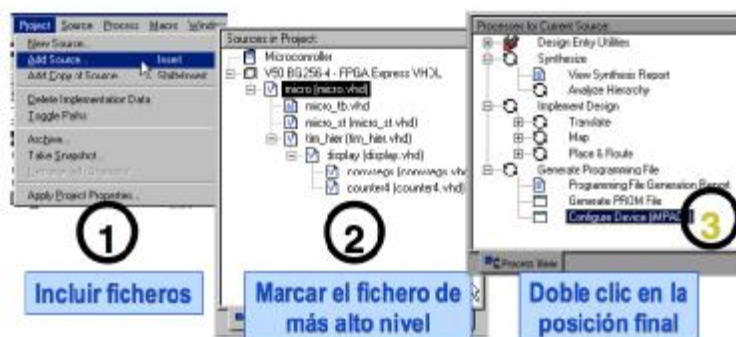 Project Source Process Macro Window
New Source...
Add Source... Insert
Add Copy of Source Shift+Insert
Delete Implementation Data
Toggle Paths
Archive...
Take Snapshot...
Apply Project Properties...
1
Incluir ficheros
Sources in Project:
Microcontroller
V50 BG256-4 - FPGA Express VHDL
micro (micro.vhd)
micro_tb.vhd
micro_st (micro_st.vhd)
tim_hier (tim_hier.vhd)
display (display.vhd)
counter4 (counter4.vhd)
2
Marcar el fichero de
más alto nivel
Processes for Current Source:
Design Entry Utilities
Synthesize
View Synthesis Report
Analyze Hierarchy
Implement Design
Translate
Map
Place & Route
Generate Programming File
Programming File Generation Report
Generate PROM File
Configure Device (iMPACT)
3
Process View
Doble clic en la
posición final